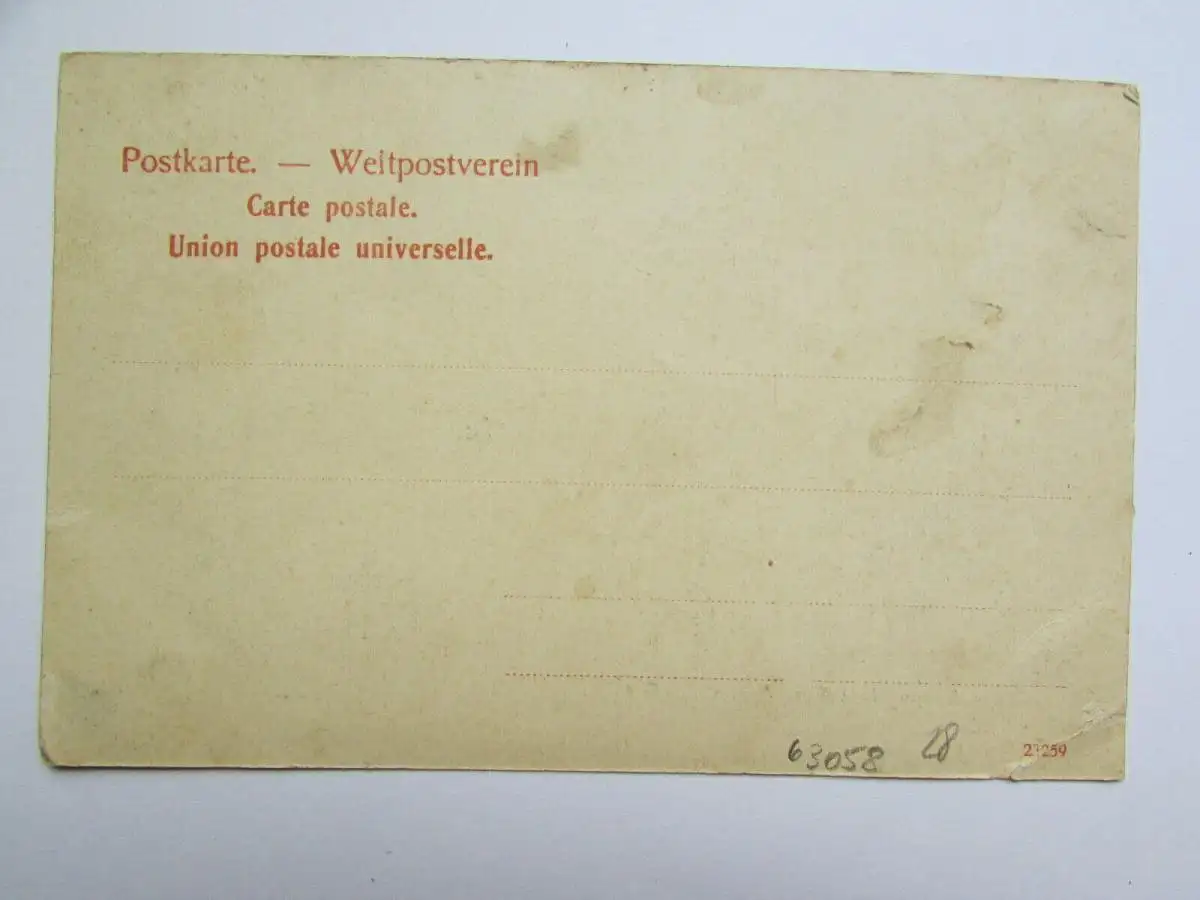 Postkarte. — Weltpostverein
Carte postale.
Union postale universelle.
63058 28